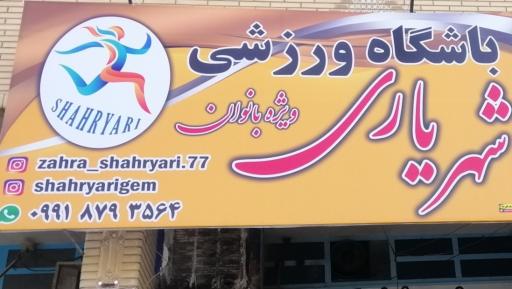 باشگاه ورزشی
شهریاری
ویژه بانوان
SHAHRYARI
zahra_shahryari.77
shahryarigem
۰۹۹۱ ۸۷۹ ۳۵۶۴